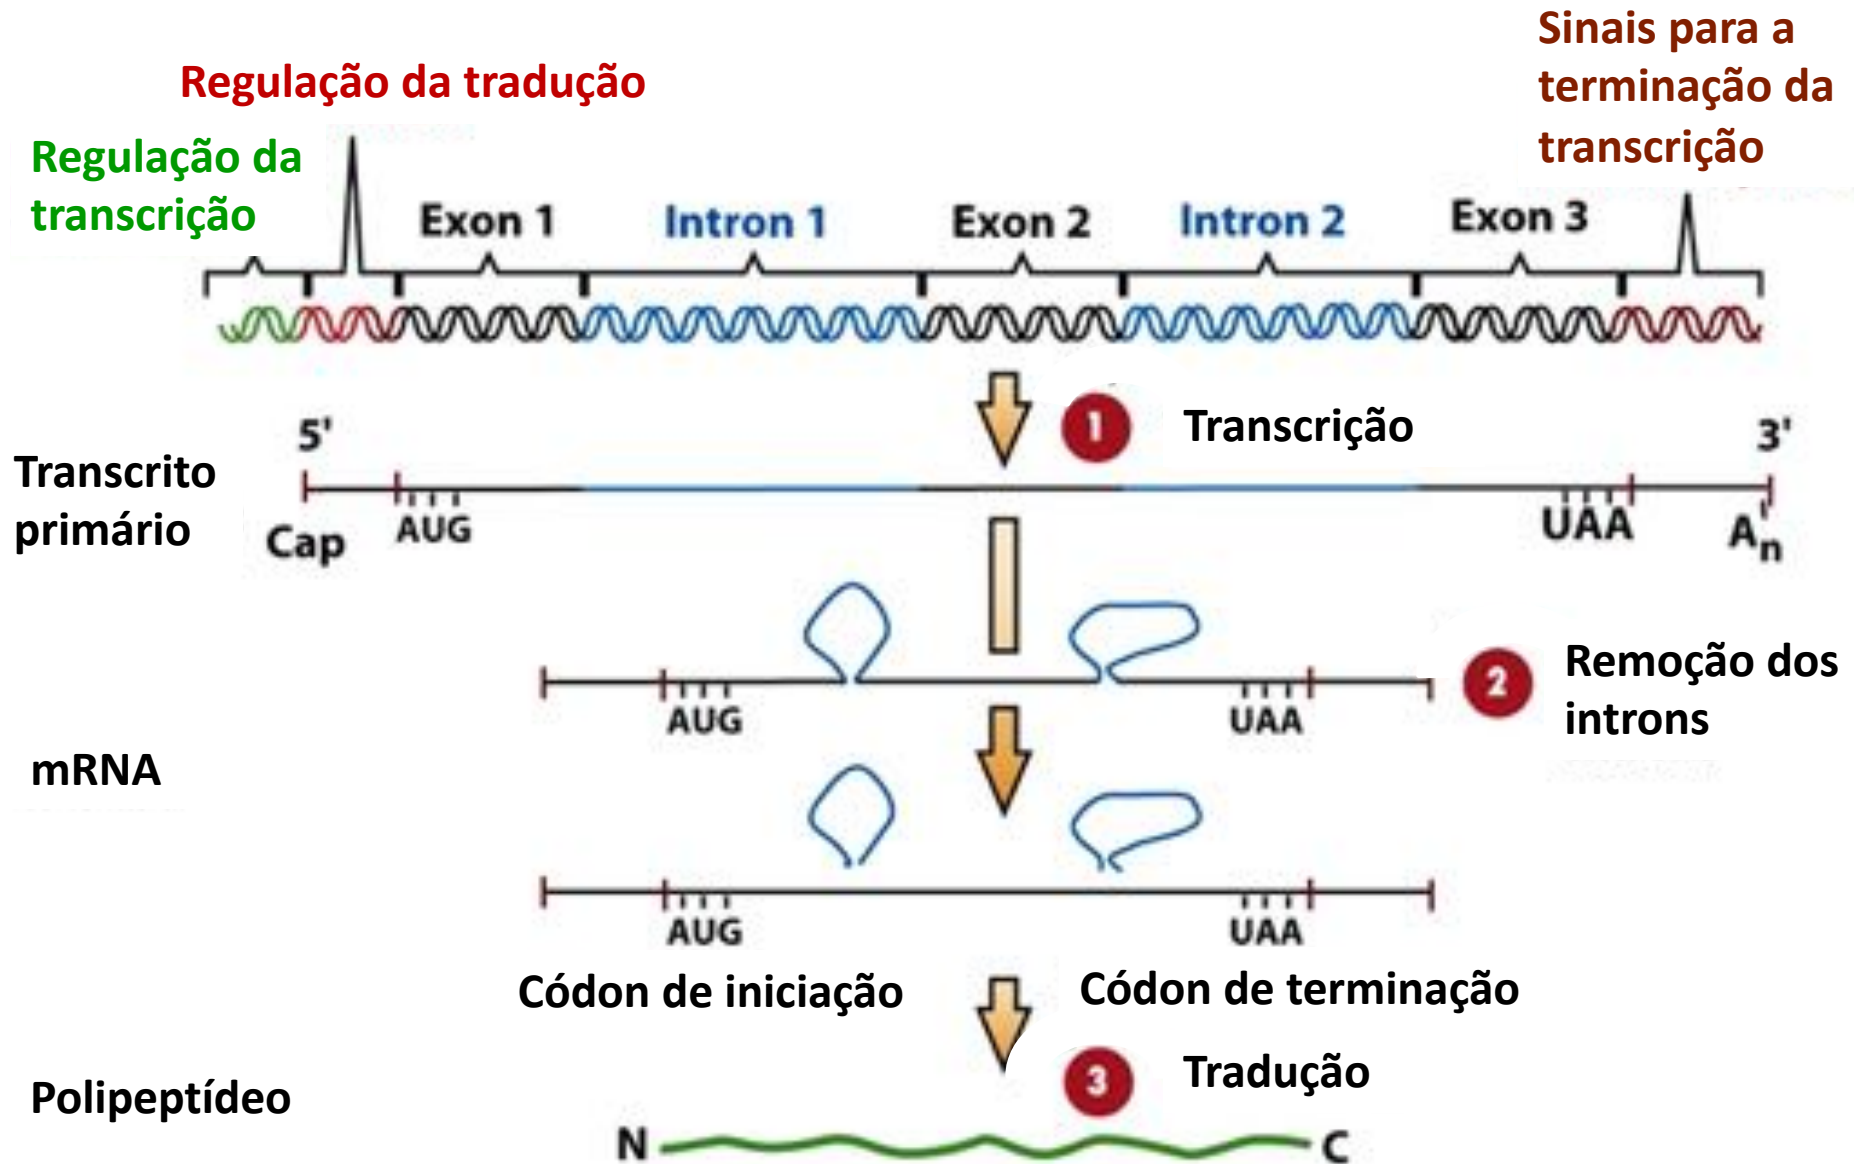 Sinais para a
terminação da
transcrição
Regulação da tradução
Regulação da
transcrição
Exon 1
Intron 1
Exon 2
Intron 2
Exon 3
1
Transcrição
5'
3'
Transcrito
primário
Cap
AUG
UAA
An
2
Remoção dos
introns
AUG
UAA
mRNA
AUG
UAA
Códon de iniciação
Códon de terminação
3
Tradução
Polipeptídeo
N
C